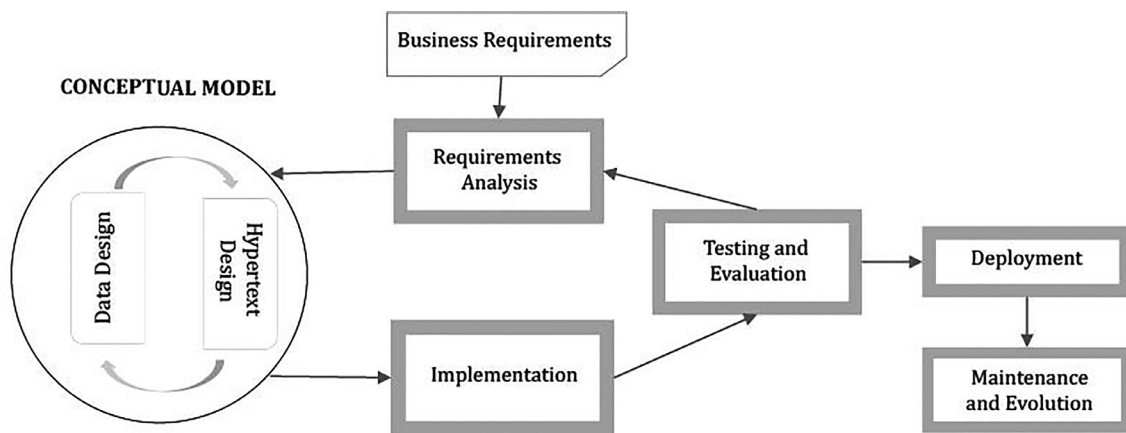 Business Requirements
CONCEPTUAL MODEL
Requirements
Analysis
Data Design
Hypertext
Design
Testing and
Evaluation
Deployment
Implementation
Maintenance
and Evolution